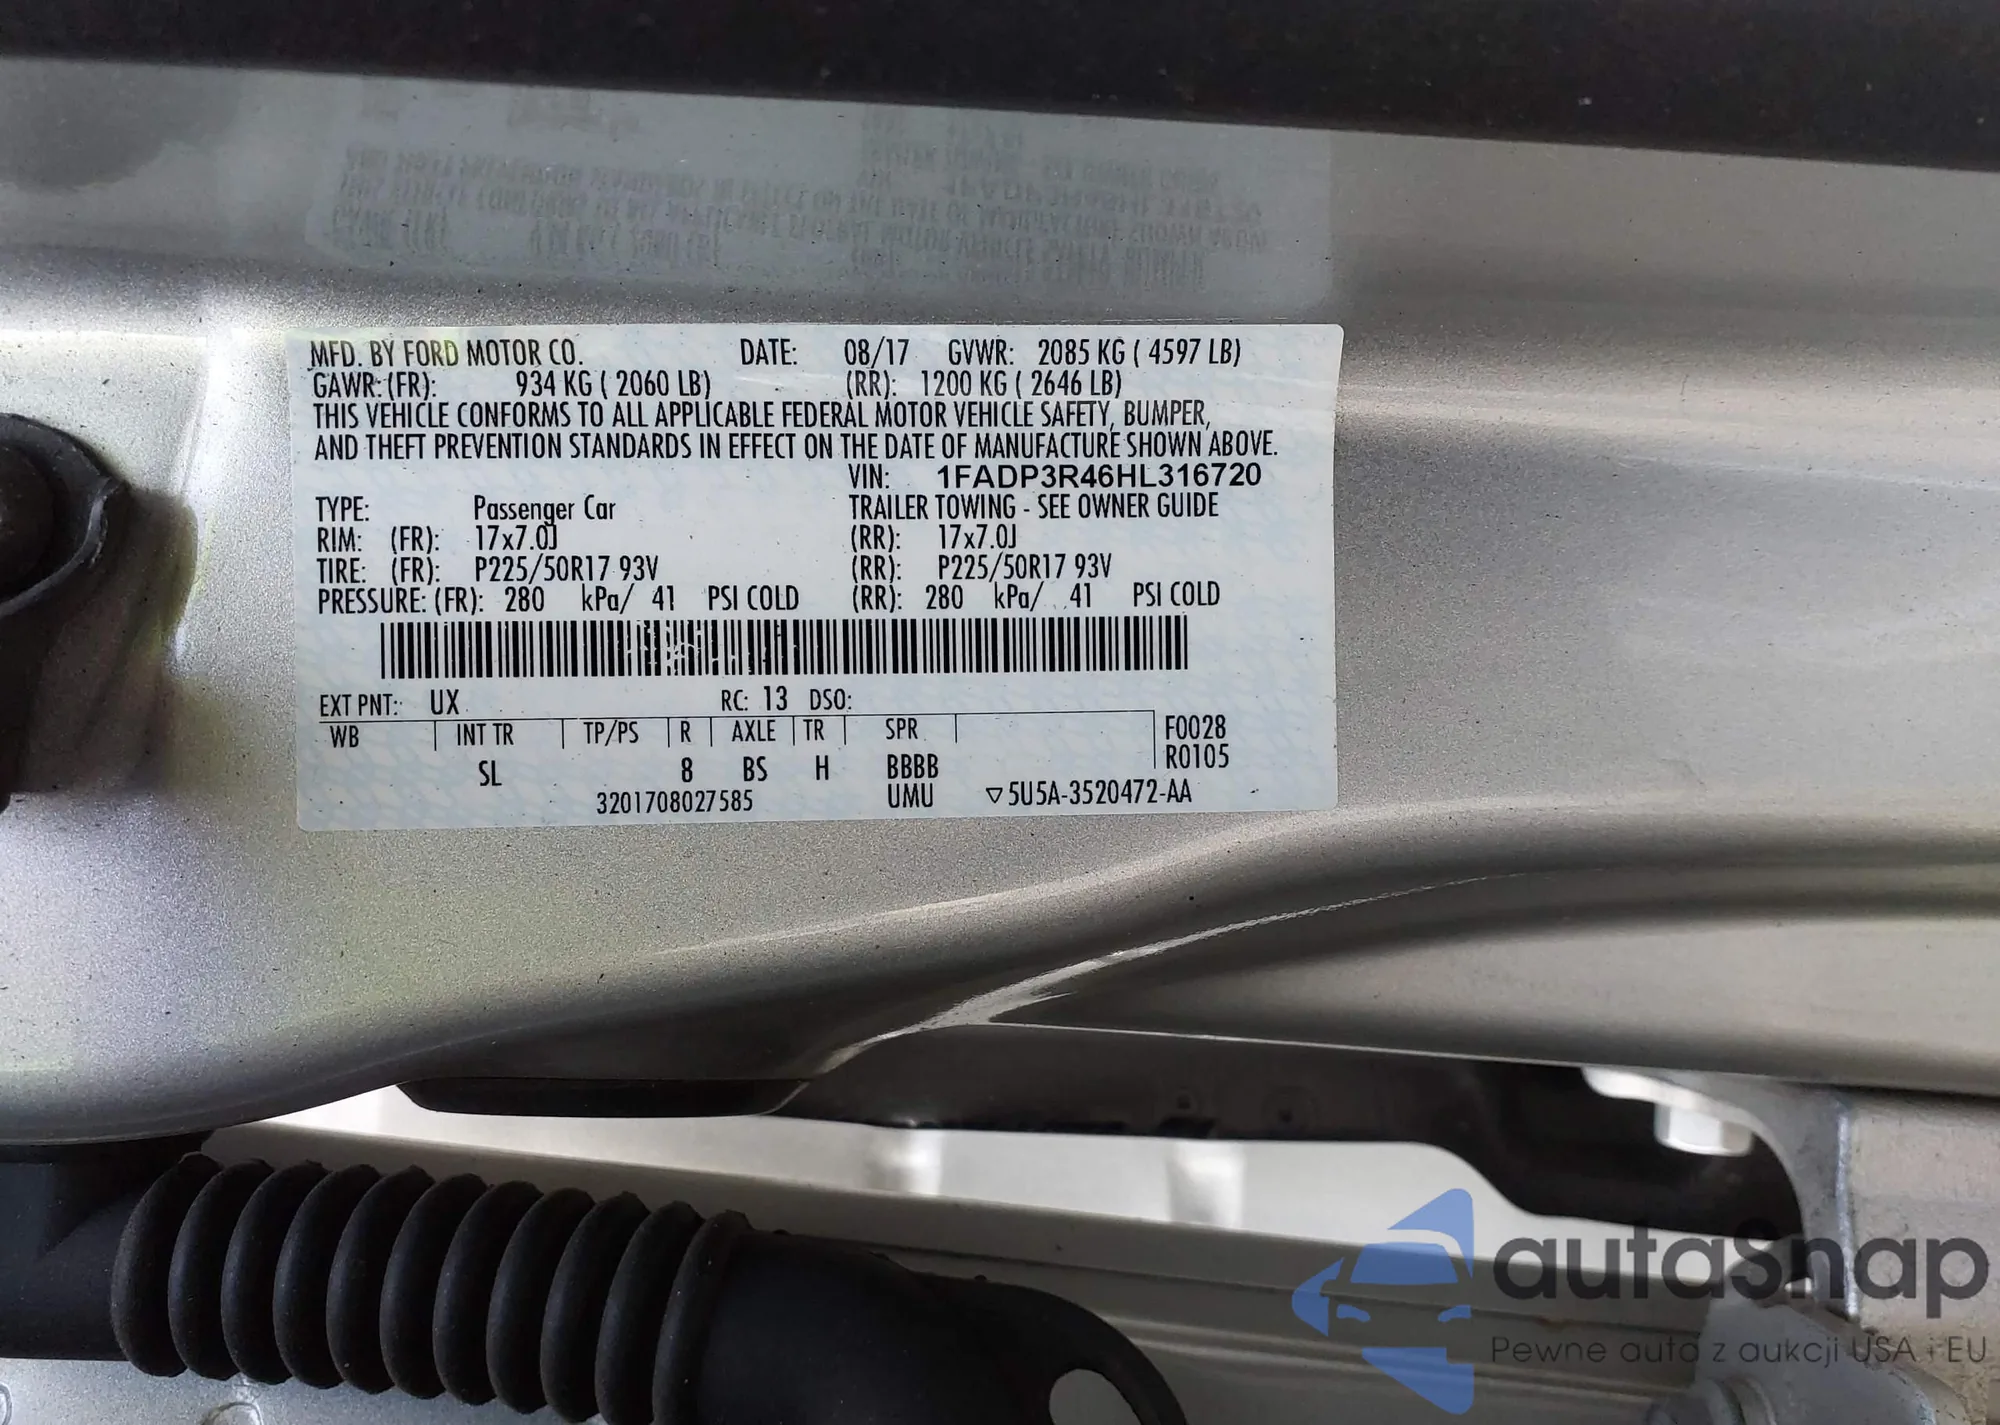 MFD. BY FORD MOTOR CO. DATE: 08/17 GVWR: 2085 KG ( 4597 LB)
GAWR: (FR): 934 KG ( 2060 LB) (RR): 1200 KG ( 2646 LB)
THIS VEHICLE CONFORMS TO ALL APPLICABLE FEDERAL MOTOR VEHICLE SAFETY, BUMPER,
AND THEFT PREVENTION STANDARDS IN EFFECT ON THE DATE OF MANUFACTURE SHOWN ABOVE.
VIN: 1FADP3R46HL316720
TYPE: Passenger Car TRAILER TOWING - SEE OWNER GUIDE
RIM: (FR): 17x7.0J (RR): 17x7.0J
TIRE: (FR): P225/50R17 93V (RR): P225/50R17 93V
PRESSURE: (FR): 280 kPa/ 41 PSI COLD (RR): 280 kPa/ 41 PSI COLD
EXT PNT: UX RC: 13 DSO:
WB INT TR TP/PS R AXLE TR SPR F0028
R0105
SL 8 BS H BBBB
3201708027585 UMU ▽5U5A-3520472-AA
autasnap
Pewne auta z aukcji USA i EU